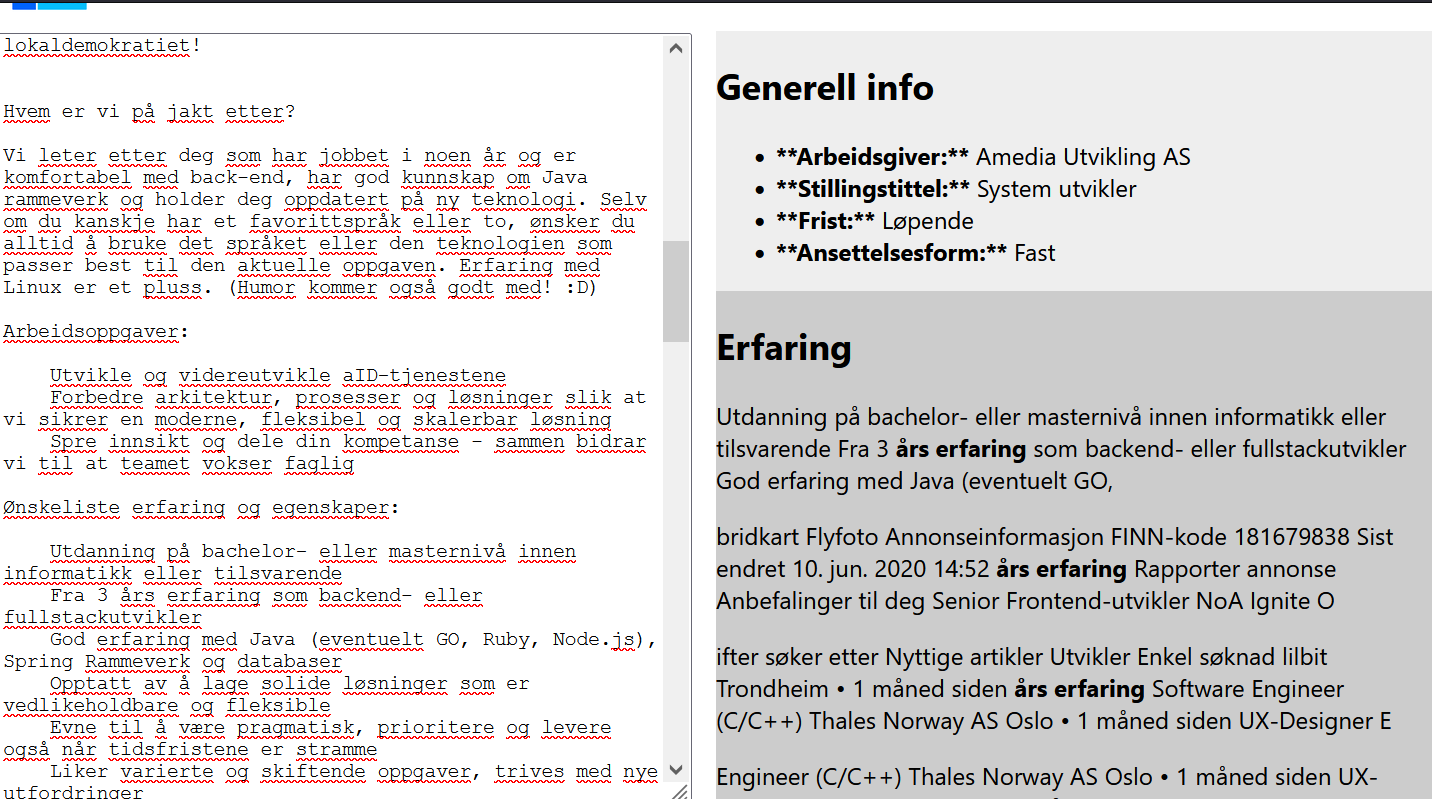 lokaldemokratiet!
Hvem er vi på jakt etter?
Vi leter etter deg som har jobbet i noen år og er
komfortabel med back-end, har god kunnskap om Java
rammeverk og holder deg oppdatert på ny teknologi. Selv
om du kanskje har et favorittspråk eller to, ønsker du
alltid å bruke det språket eller den teknologien som
passer best til den aktuelle oppgaven. Erfaring med
Linux er et pluss. (Humor kommer også godt med! :D)
Arbeidsoppgaver:
Utvikle og videreutvikle aID-tjenestene
Forbedre arkitektur, prosesser og løsninger slik at
vi sikrer en moderne, fleksibel og skalerbar løsning
Spre innsikt og dele din kompetanse – sammen bidrar
vi til at teamet vokser faglig
Ønskeliste erfaring og egenskaper:
Utdanning på bachelor- eller masternivå innen
informatikk eller tilsvarende
Fra 3 års erfaring som backend- eller
fullstackutvikler
God erfaring med Java (eventuelt GO, Ruby, Node.js),
Spring Rammeverk og databaser
Opptatt av å lage solide løsninger som er
vedlikeholdbare og fleksible
Evne til å være pragmatisk, prioritere og levere
også når tidsfristene er stramme
Liker varierte og skiftende oppgaver, trives med nye
utfordringer
Generell info
• **Arbeidsgiver:** Amedia Utvikling AS
• **Stillingstittel:** System utvikler
• **Frist:** Løpende
• **Ansettelsesform:** Fast
Erfaring
Utdanning på bachelor- eller masternivå innen informatikk eller
tilsvarende Fra 3 års erfaring som backend- eller fullstackutvikler
God erfaring med Java (eventuelt GO,
bridkart Flyfoto Annonseinformasjon FINN-kode 181679838 Sist
endret 10. jun. 2020 14:52 års erfaring Rapporter annonse
Anbefalinger til deg Senior Frontend-utvikler NoA Ignite O
ifter søker etter Nyttige artikler Utvikler Enkel søknad lilbit
Trondheim • 1 måned siden års erfaring Software Engineer
(C/C++) Thales Norway AS Oslo • 1 måned siden UX-Designer E
Engineer (C/C++) Thales Norway AS Oslo • 1 måned siden UX-